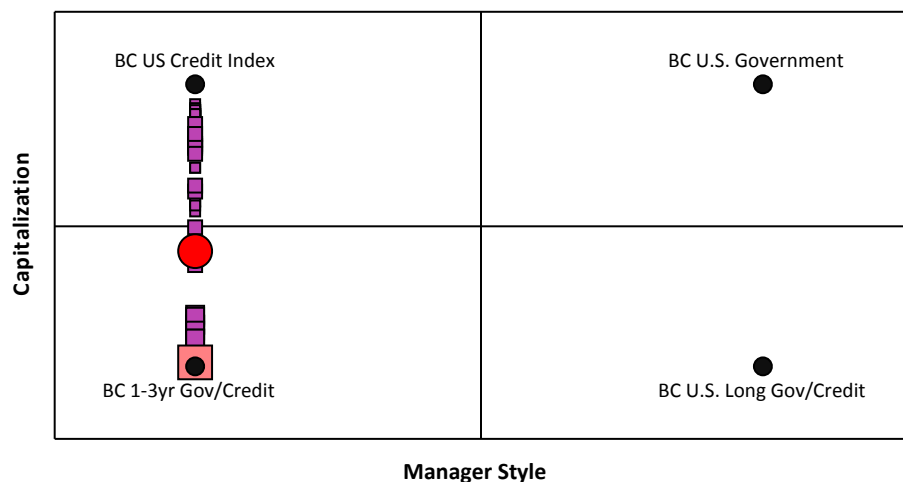 BC US Credit Index
BC U.S. Government
Capitalization
BC 1-3yr Gov/Credit
BC U.S. Long Gov/Credit
Manager Style